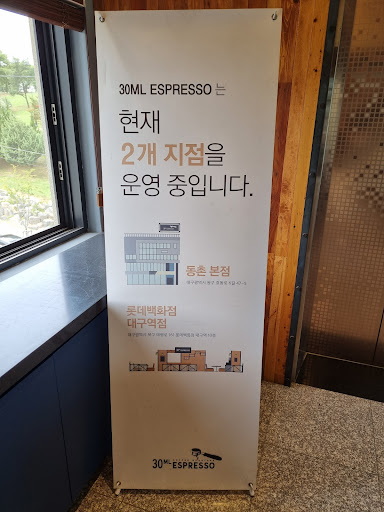 30ML ESPRESSO 는
현재
2개 지점을
운영 중입니다.
동촌 본점
롯데백화점
대구역점
30ML ESPRESSO